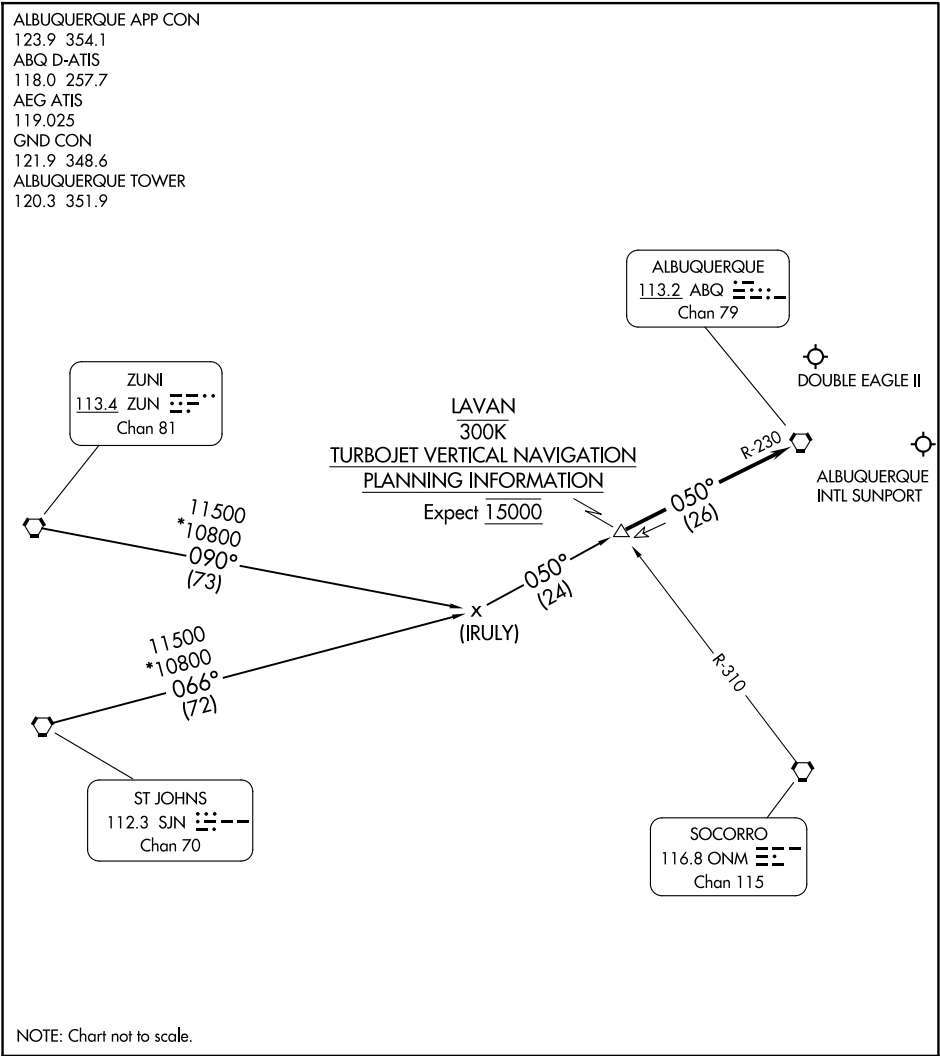 ALBUQUERQUE APP CON
123.9 354.1
ABQ D-ATIS
118.0 257.7
AEG ATIS
119.025
GND CON
121.9 348.6
ALBUQUERQUE TOWER
120.3 351.9
ALBUQUERQUE
113.2 ABQ
Chan 79
DOUBLE EAGLE II
ZUNI
113.4 ZUN
Chan 81
LAVAN
300K
TURBOJET VERTICAL NAVIGATION
PLANNING INFORMATION
Expect 15000
R-230
ALBUQUERQUE
INTL SUNPORT
050°
(26)
11500
*10800
090°
(73)
050°
(24)
X
(IRULY)
11500
*10800
066°
(72)
R-310
ST JOHNS
112.3 SJN
Chan 70
SOCORRO
116.8 ONM
Chan 115
NOTE: Chart not to scale.